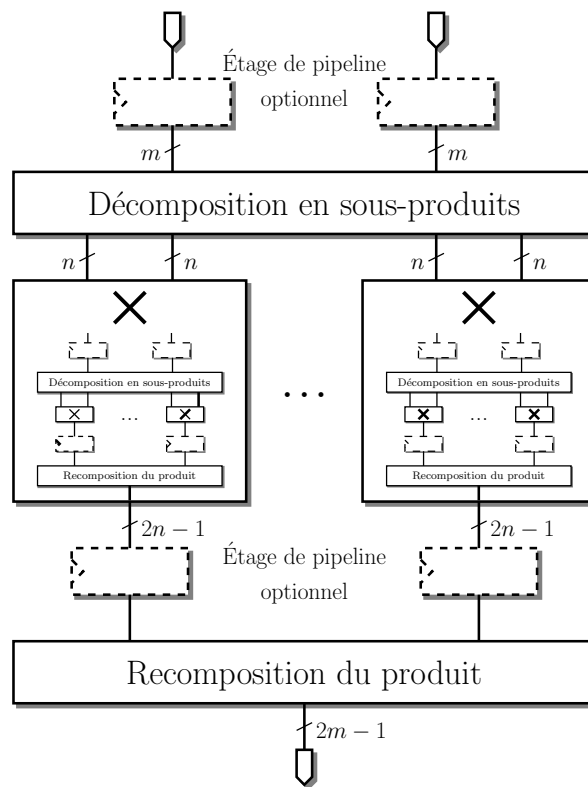 Étage de pipeline
optionnel
m m
Décomposition en sous-produits
n n n n
Décomposition en sous-produits Décomposition en sous-produits
... ... ...
Recomposition du produit Recomposition du produit
2n − 1 2n − 1
Étage de pipeline
optionnel
Recomposition du produit
2m − 1